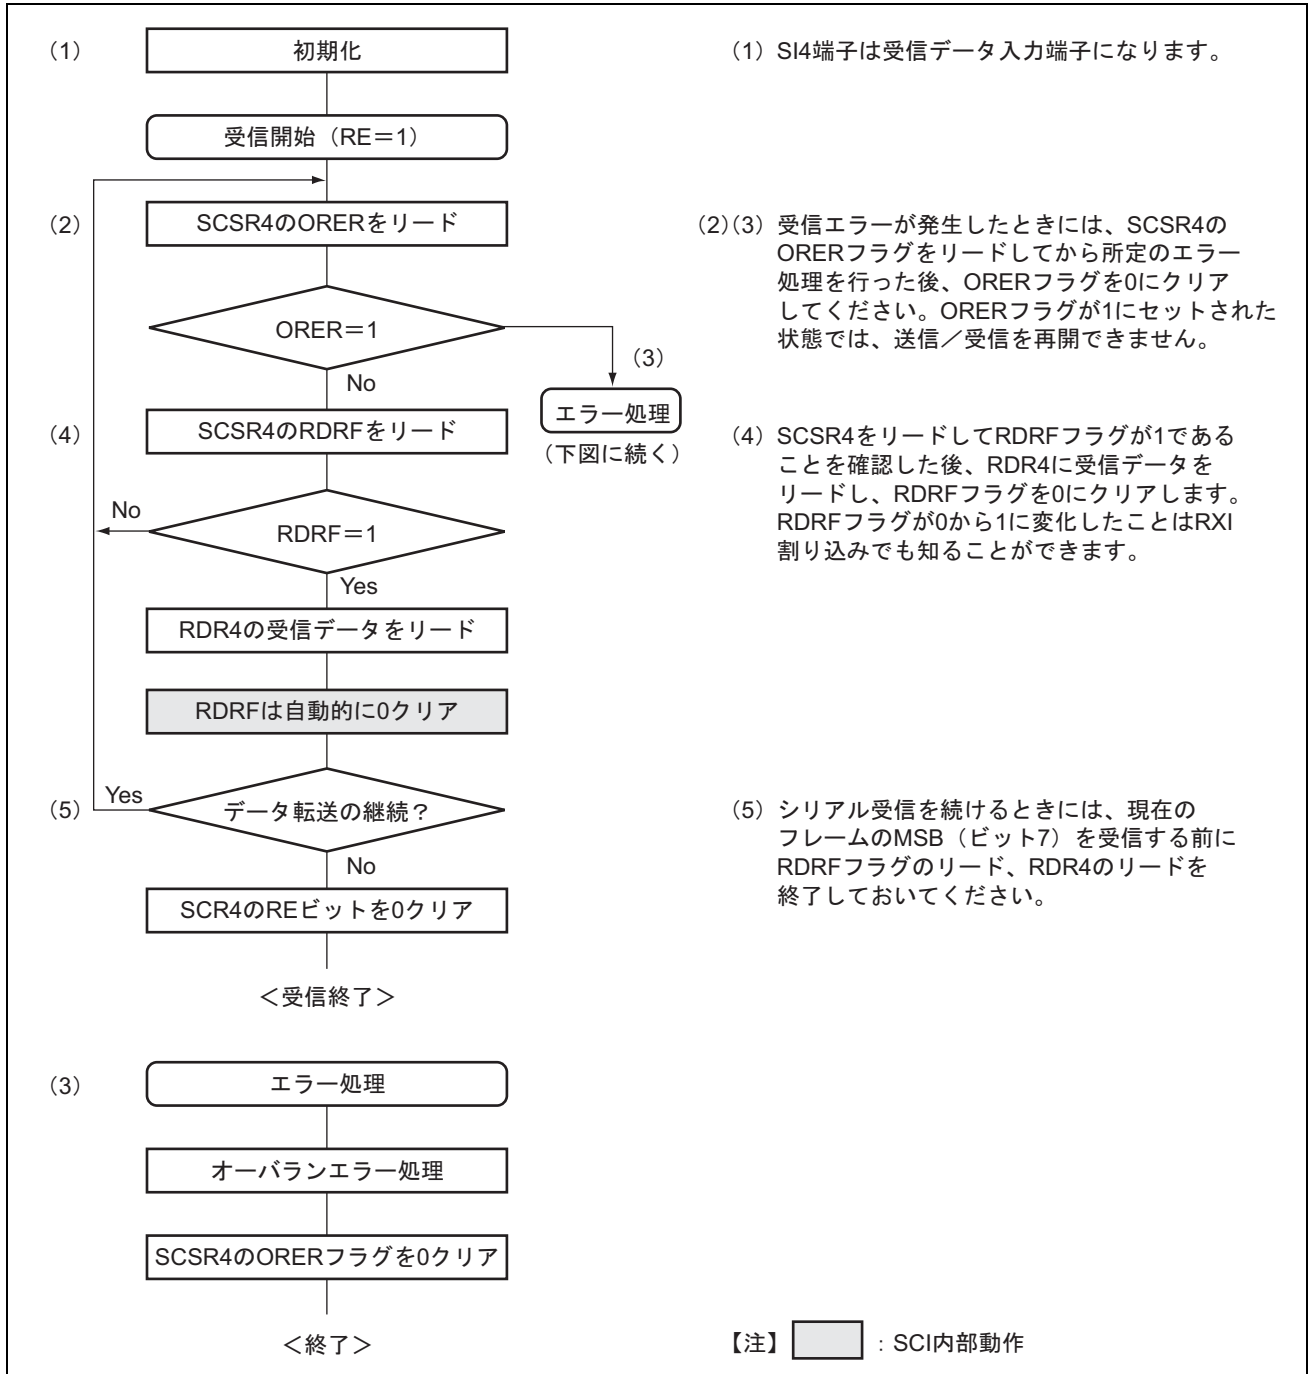 (1)
初期化
(1) SI4端子は受信データ入力端子になります。
受信開始（RE＝1）
(2)
SCSR4のORERをリード
(2)(3) 受信エラーが発生したときには、SCSR4の
ORERフラグをリードしてから所定のエラー
処理を行った後、ORERフラグを0にクリア
してください。ORERフラグが1にセットされた
状態では、送信／受信を再開できません。
ORER＝1
(3)
No
エラー処理
（下図に続く）
(4)
SCSR4のRDRFをリード
(4) SCSR4をリードしてRDRFフラグが1である
ことを確認した後、RDR4に受信データを
リードし、RDRFフラグを0にクリアします。
RDRFフラグが0から1に変化したことはRXI
割り込みでも知ることができます。
No
RDRF＝1
Yes
RDR4の受信データをリード
RDRFは自動的に0クリア
(5)
Yes
データ転送の継続？
(5) シリアル受信を続けるときには、現在の
フレームのMSB（ビット7）を受信する前に
RDRFフラグのリード、RDR4のリードを
終了しておいてください。
No
SCR4のREビットを0クリア
＜受信終了＞
(3)
エラー処理
オーバランエラー処理
SCSR4のORERフラグを0クリア
＜終了＞
【注】 : SCI内部動作